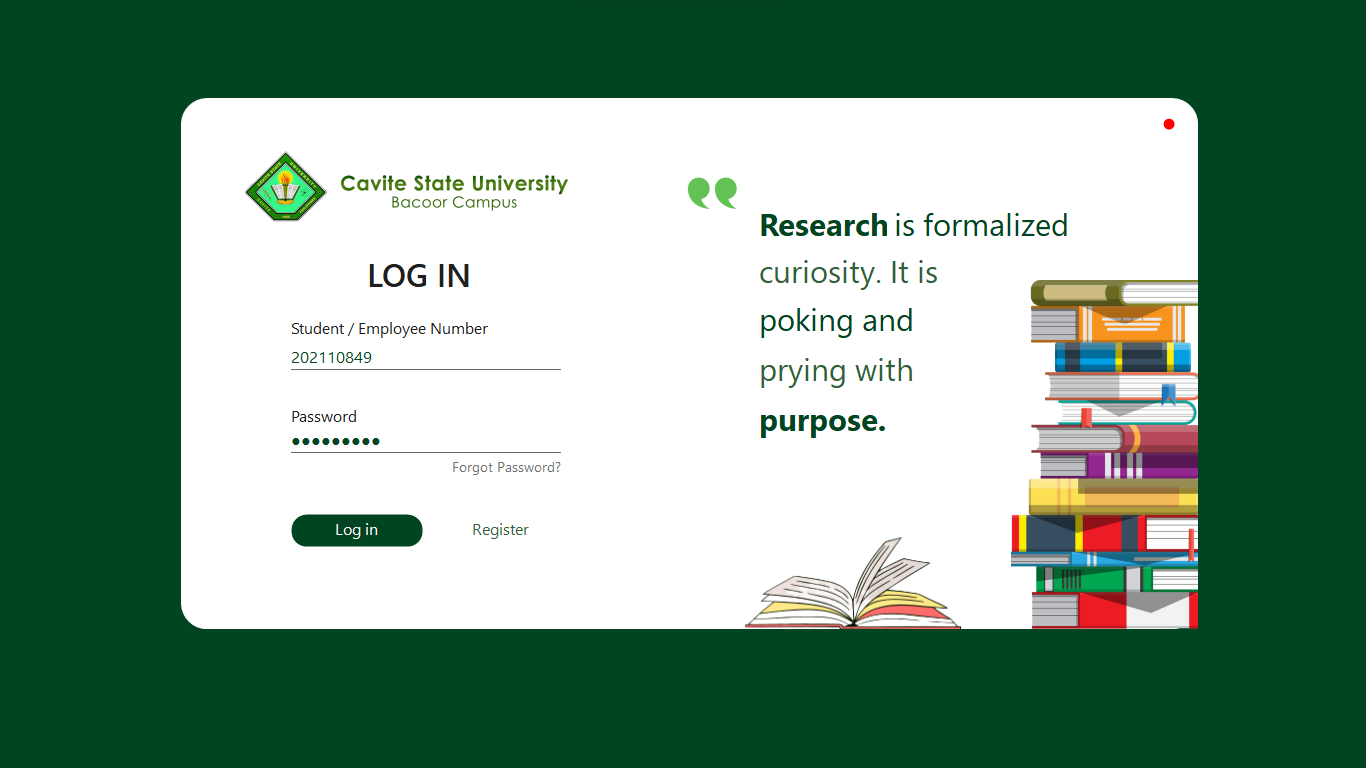 Cavite State University
Bacoor Campus
LOG IN
Student / Employee Number
202110849
Password
●●●●●●●●●
Forgot Password?
Log in
Register
Research is formalized
curiosity. It is
poking and
prying with
purpose.